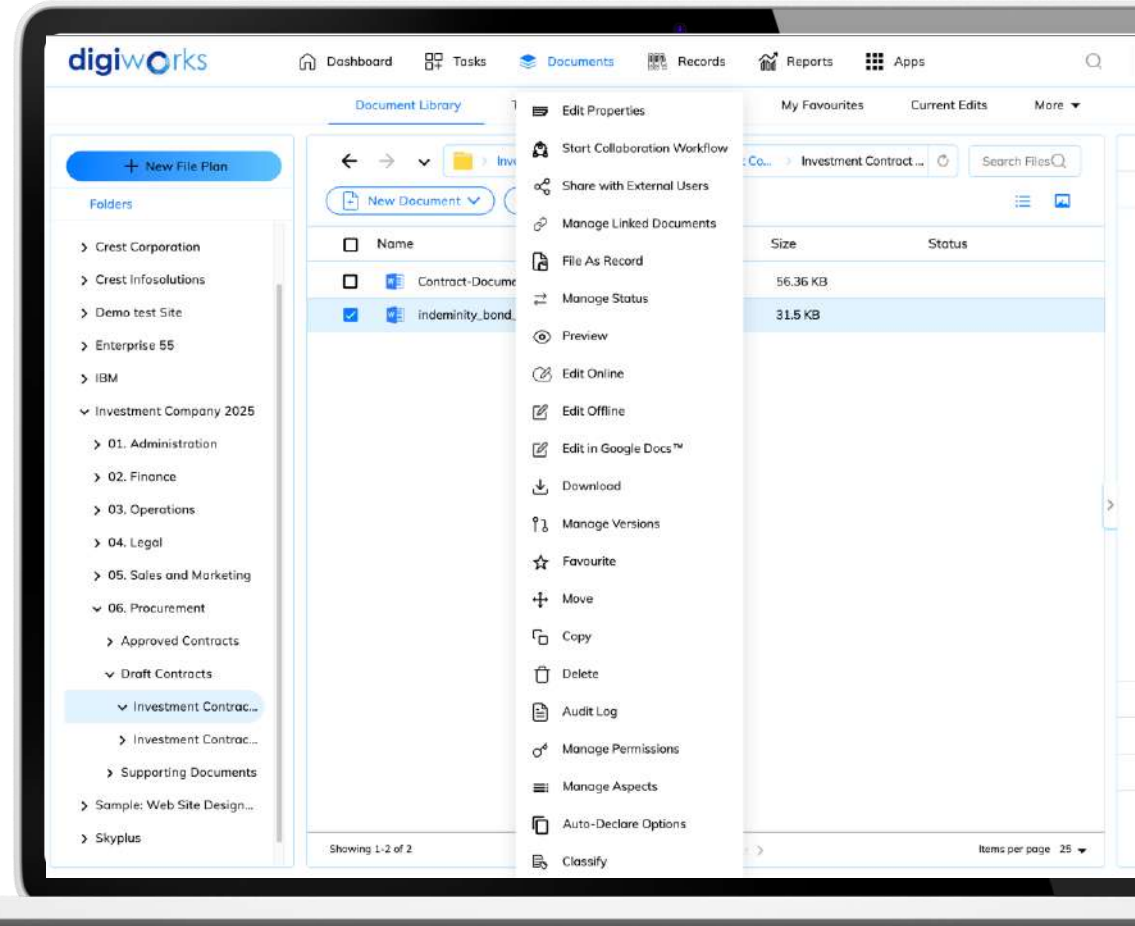 digiworks
Dashboard Tasks Documents Records Reports Apps
Document Library My Favourites Current Edits More
+ New File Plan
Folders
Crest Corporation
Crest Infosolutions
Demo test Site
Enterprise 55
IBM
Investment Company 2025
01. Administration
02. Finance
03. Operations
04. Legal
05. Sales and Marketing
06. Procurement
Approved Contracts
Draft Contracts
Investment Contrac...
Investment Contrac...
Supporting Documents
Sample: Web Site Design...
Skyplus
Inve Co... Investment Contract ... Search Files
New Document
Name Size Status
Contract-Docume 56.36 KB
indeminity_bond_ 31.5 KB
Edit Properties
Start Collaboration Workflow
Share with External Users
Manage Linked Documents
File As Record
Manage Status
Preview
Edit Online
Edit Offline
Edit in Google Docs™
Download
Manage Versions
Favourite
Move
Copy
Delete
Audit Log
Manage Permissions
Manage Aspects
Auto-Declare Options
Classify
Showing 1-2 of 2 Items per page 25